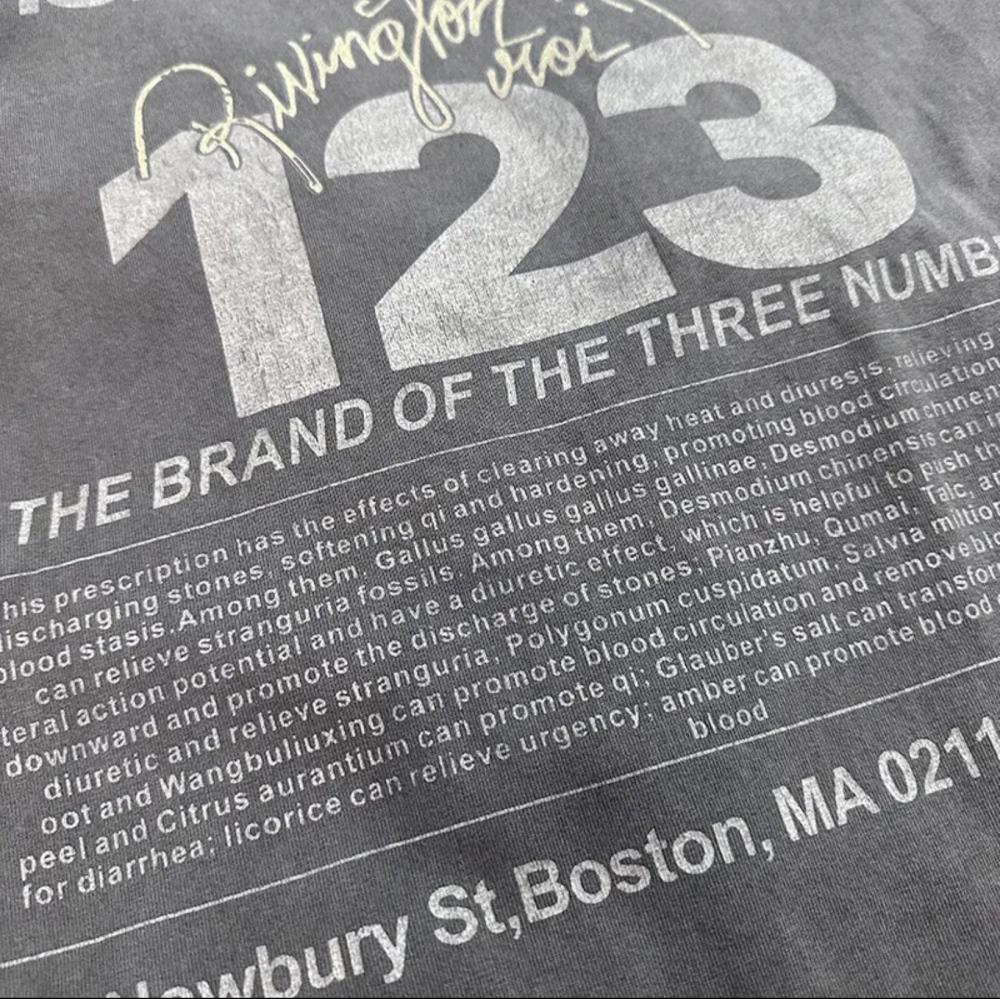 Rivington
roi
123
THE BRAND OF THE THREE NUMB
his prescription has the effects of clearing away heat and diuresis, relieving
discharging stones, softening qi and hardening, promoting blood circulation
blood stasis.Among them, Gallus gallus gallus gallinae, Desmodium chinen
can relieve stranguria fossils. Among them, Desmodium chinensis can i
teral action potential and have a diuretic effect, which is helpful to push th
downward and promote the discharge of stones; Pianzhu, Qumai, Talc, a
diuretic and relieve stranguria, Polygonum cuspidatum, Salvia miltior
oot and Wangbuliuxing can promote blood circulation and removeblo
peel and Citrus aurantium can promote qi; Glauber's salt can transfor
for diarrhea; licorice can relieve urgency; amber can promote blood
blood
Newbury St,Boston, MA 0211